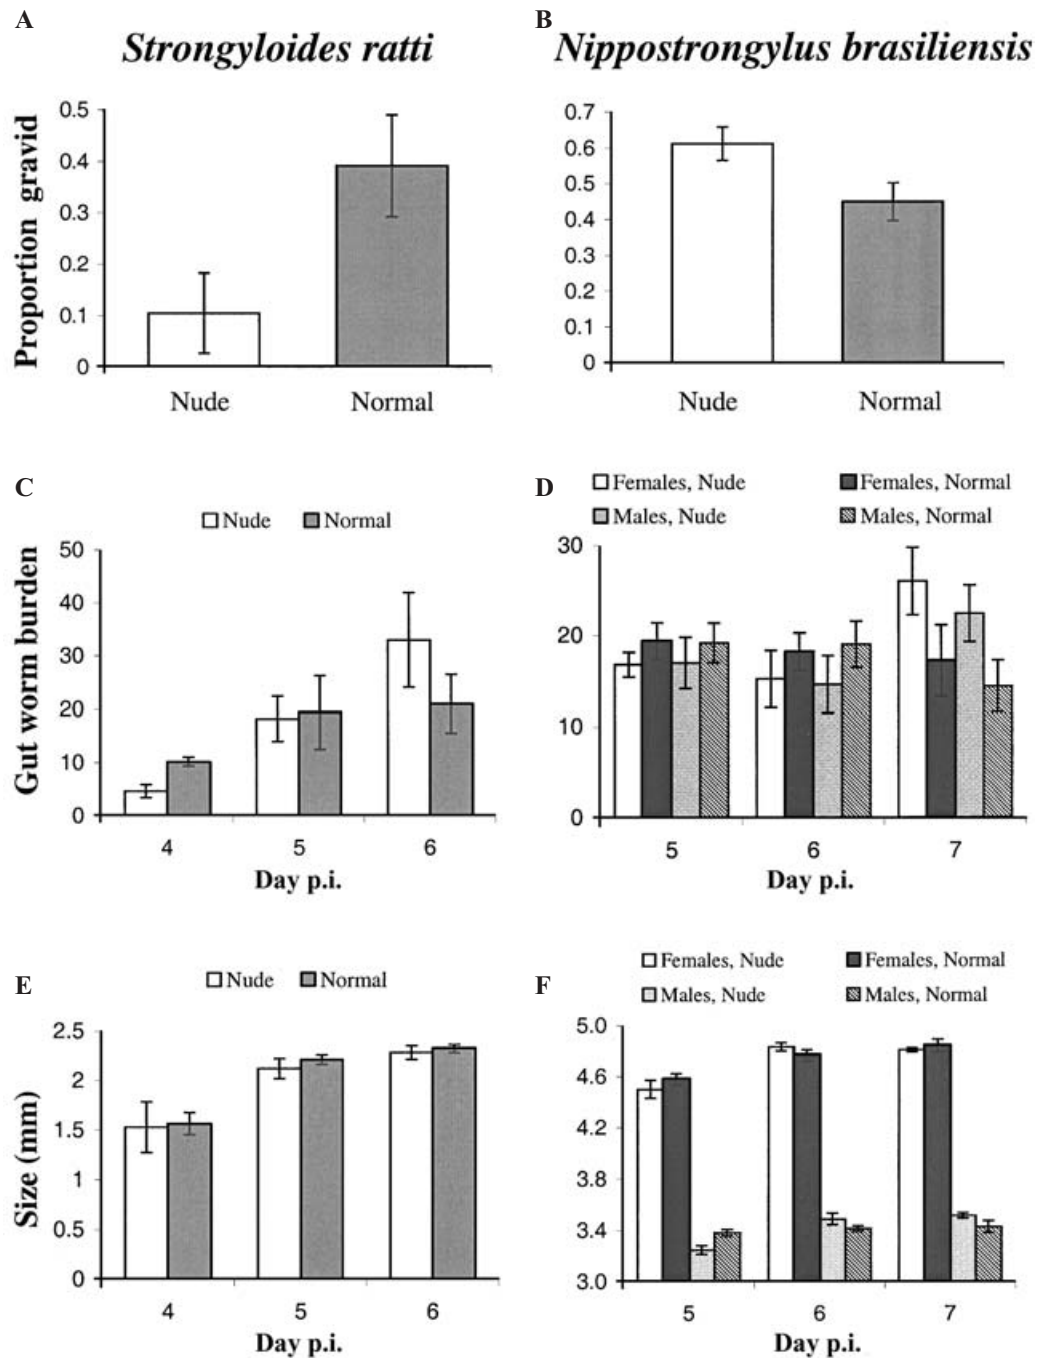 A
B
Strongyloides ratti
Nippostrongylus brasiliensis
Proportion gravid
0.5
0.4
0.3
0.2
0.1
0
Nude Normal
0.7
0.6
0.5
0.4
0.3
0.2
0.1
0
Nude Normal
C
Nude Normal
Gut worm burden
50
40
30
20
10
0
4 5 6
Day p.i.
D
Females, Nude Females, Normal
Males, Nude Males, Normal
30
20
10
0
5 6 7
Day p.i.
E
Nude Normal
Size (mm)
2.5
2
1.5
1
0.5
0
4 5 6
Day p.i.
F
Females, Nude Females, Normal
Males, Nude Males, Normal
5.0
4.6
4.2
3.8
3.4
3.0
5 6 7
Day p.i.